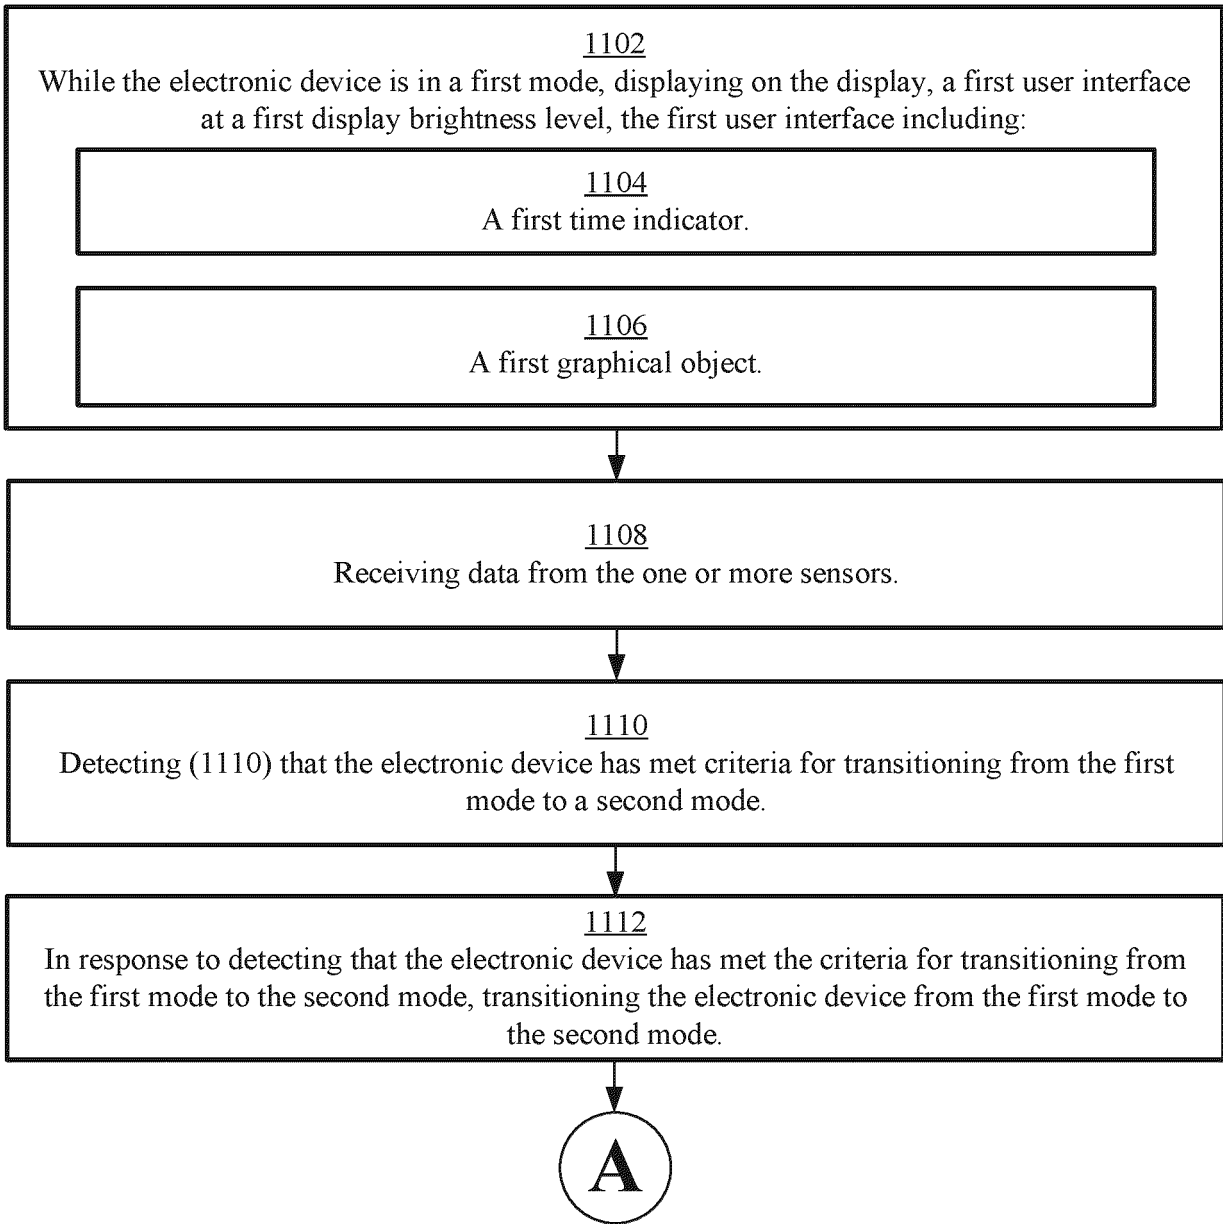 1102
While the electronic device is in a first mode, displaying on the display, a first user interface
at a first display brightness level, the first user interface including:
1104
A first time indicator.
1106
A first graphical object.
1108
Receiving data from the one or more sensors.
1110
Detecting (1110) that the electronic device has met criteria for transitioning from the first
mode to a second mode.
1112
In response to detecting that the electronic device has met the criteria for transitioning from
the first mode to the second mode, transitioning the electronic device from the first mode to
the second mode.
A